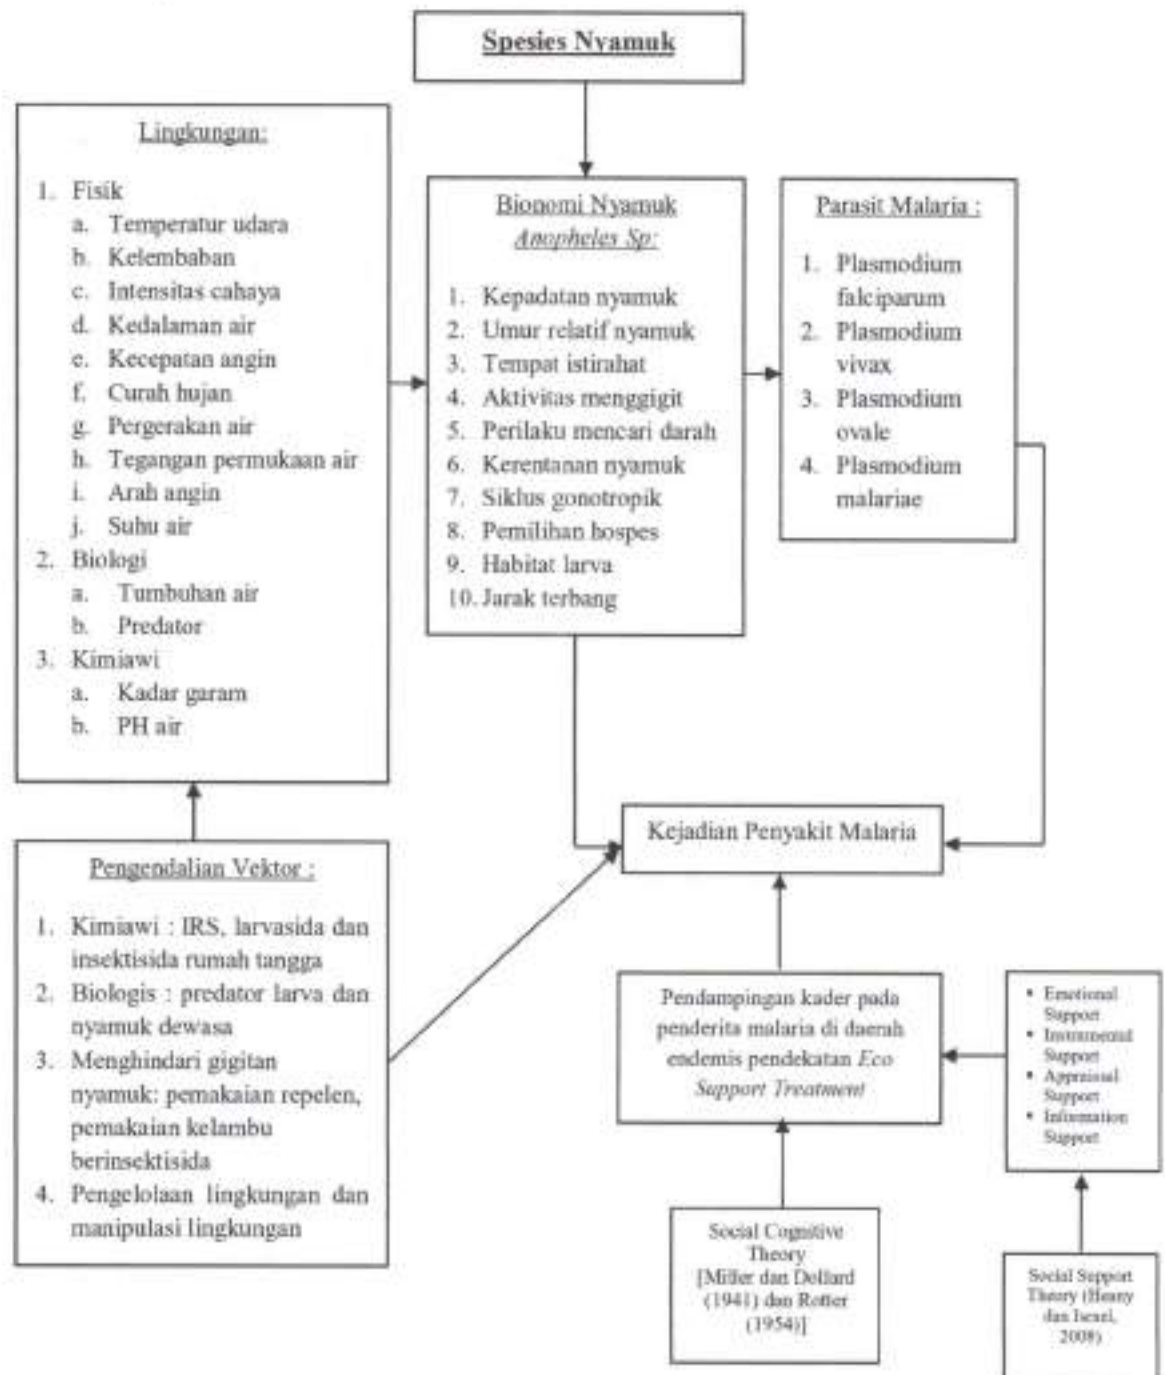 Spesies Nyamuk
Lingkungan:
1. Fisik
a. Temperatur udara
b. Kelembaban
c. Intensitas cahaya
d. Kedalaman air
e. Kecepatan angin
f. Curah hujan
g. Pergerakan air
h. Tegangan permukaan air
i. Arah angin
j. Suhu air
2. Biologi
a. Tumbuhan air
b. Predator
3. Kimiawi
a. Kadar garam
b. PH air
Bionomi Nyamuk
Anopheles Sp:
1. Kepadatan nyamuk
2. Umur relatif nyamuk
3. Tempat istirahat
4. Aktivitas menggigit
5. Perilaku mencari darah
6. Kerentanan nyamuk
7. Siklus gonotropik
8. Pemilihan hospes
9. Habitat larva
10. Jarak terbang
Parasit Malaria :
1. Plasmodium
falciparum
2. Plasmodium
vivax
3. Plasmodium
ovale
4. Plasmodium
malariae
Kejadian Penyakit Malaria
Pengendalian Vektor :
1. Kimiawi : IRS, larvasida dan
insektisida rumah tangga
2. Biologis : predator larva dan
nyamuk dewasa
3. Menghindari gigitan
nyamuk: pemakaian repelen,
pemakaian kelambu
berinsektisida
4. Pengelolaan lingkungan dan
manipulasi lingkungan
Pendampingan kader pada
penderita malaria di daerah
endemis pendekatan Eco
Support Treatment
• Emotional
Support
• Instrumental
Support
• Appraisal
Support
• Information
Support
Social Cognitive
Theory
[Miller dan Dollard
(1941) dan Rotter
(1954)]
Social Support
Theory (Heany
dan Israel,
2008)